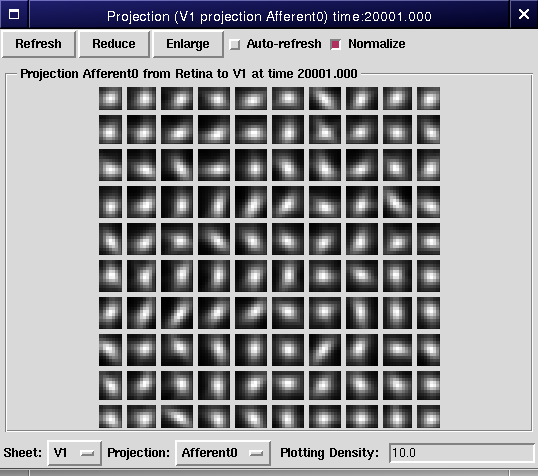 Projection (V1 projection Afferent0) time:20001.000
Refresh Reduce Enlarge Auto-refresh Normalize
Projection Afferent0 from Retina to V1 at time 20001.000
Sheet: V1 Projection: Afferent0 Plotting Density: 10.0